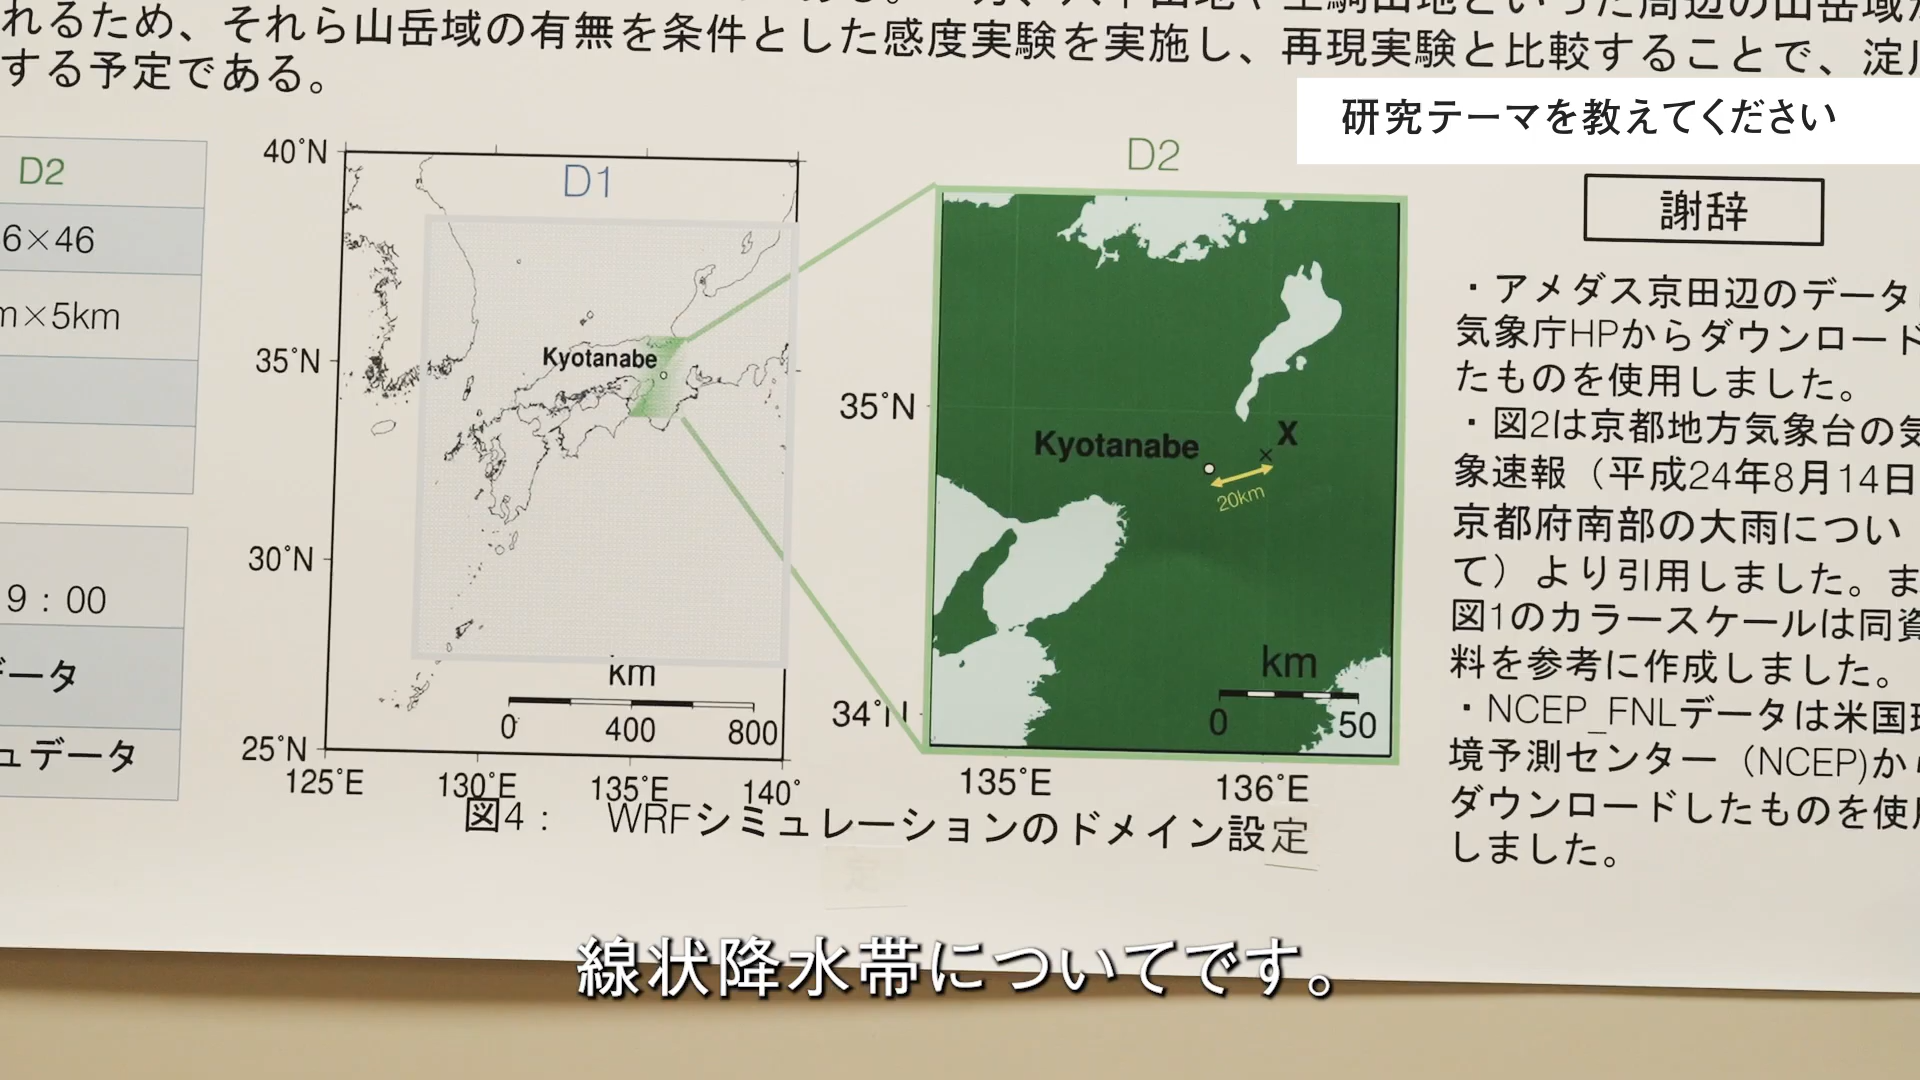 れるため、それら山岳域の有無を条件とした感度実験を実施し、再現実験と比較することで、淀川
する予定である。
研究テーマを教えてください
D2
6×46
m×5km
9：00
データ
ュデータ
40°N
35°N
30°N
25°N
125°E
130°E
135°E
140°
D1
Kyotanabe
km
0
400
800
D2
35°N
34°N
Kyotanabe
X
20km
km
0
50
135°E
136°E
図4： WRFシミュレーションのドメイン設定
謝辞
・アメダス京田辺のデータ
気象庁HPからダウンロード
たものを使用しました。
・図2は京都地方気象台の気
象速報（平成24年8月14日
京都府南部の大雨につい
て）より引用しました。ま
図1のカラースケールは同資
料を参考に作成しました。
・NCEP_FNLデータは米国環
境予測センター（NCEP)から
ダウンロードしたものを使用
しました。
線状降水帯についてです。